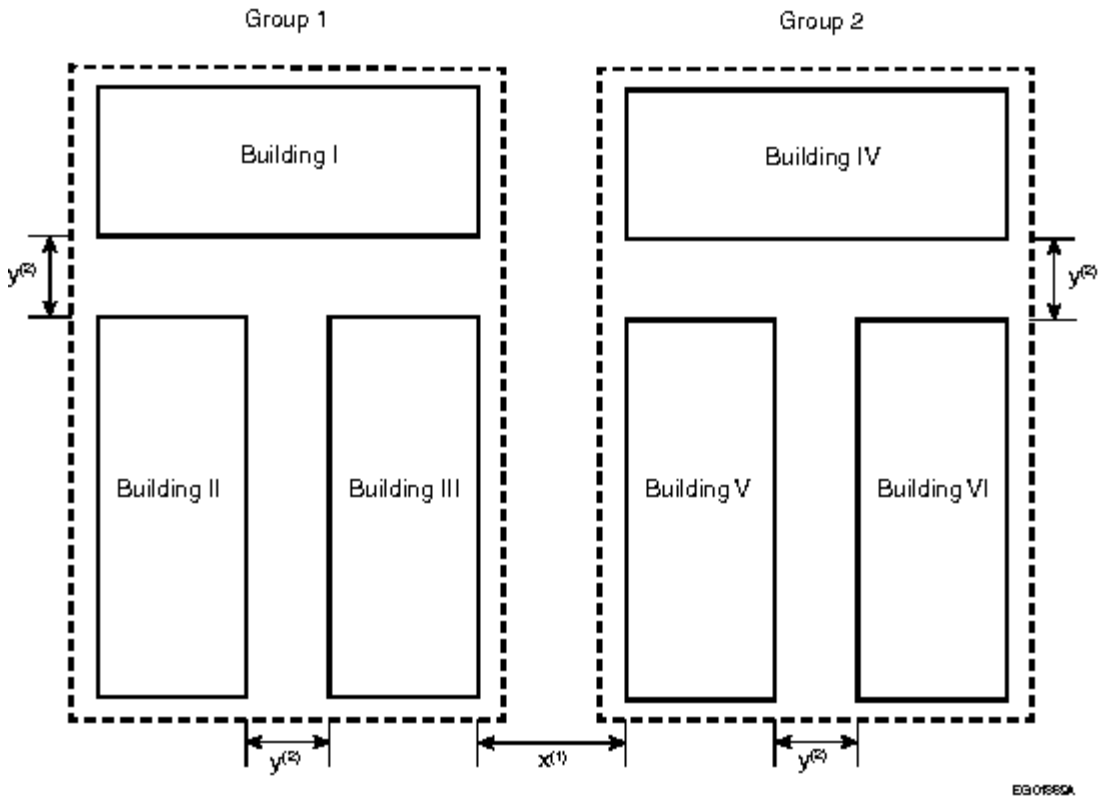 Group 1
Group 2
Building I
Building IV
y(2)
y(2)
Building II
Building III
Building V
Building VI
y(2)
x(1)
y(2)